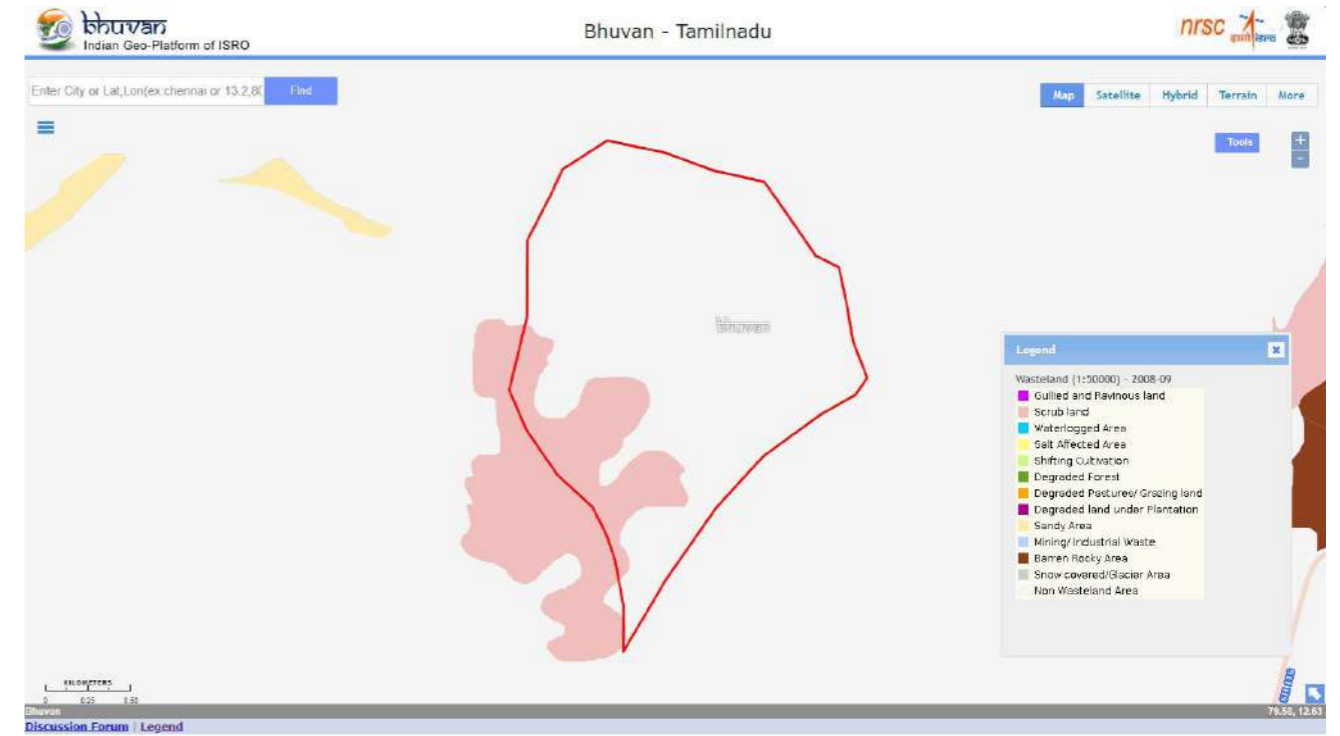 bhuvan
Indian Geo-Platform of ISRO
Bhuvan - Tamilnadu
nrsc इसरो isro
Enter City or Lat,Lon(ex chennai or 13.2,80
Find
Map Satellite Hybrid Terrain More
Tools
+
-
bhuvan
Legend
Wasteland (1:50000) - 2008-09
Gullied and Ravinous land
Scrub land
Waterlogged Area
Salt Affected Area
Shifting Cultivation
Degraded Forest
Degraded Pastures/ Grazing land
Degraded land under Plantation
Sandy Area
Mining/Industrial Waste
Barren Rocky Area
Snow covered/Glacier Area
Non Wasteland Area
KILOMETERS
0 0.25 0.50
Bhuvan
79.58, 12.63
Discussion Forum | Legend